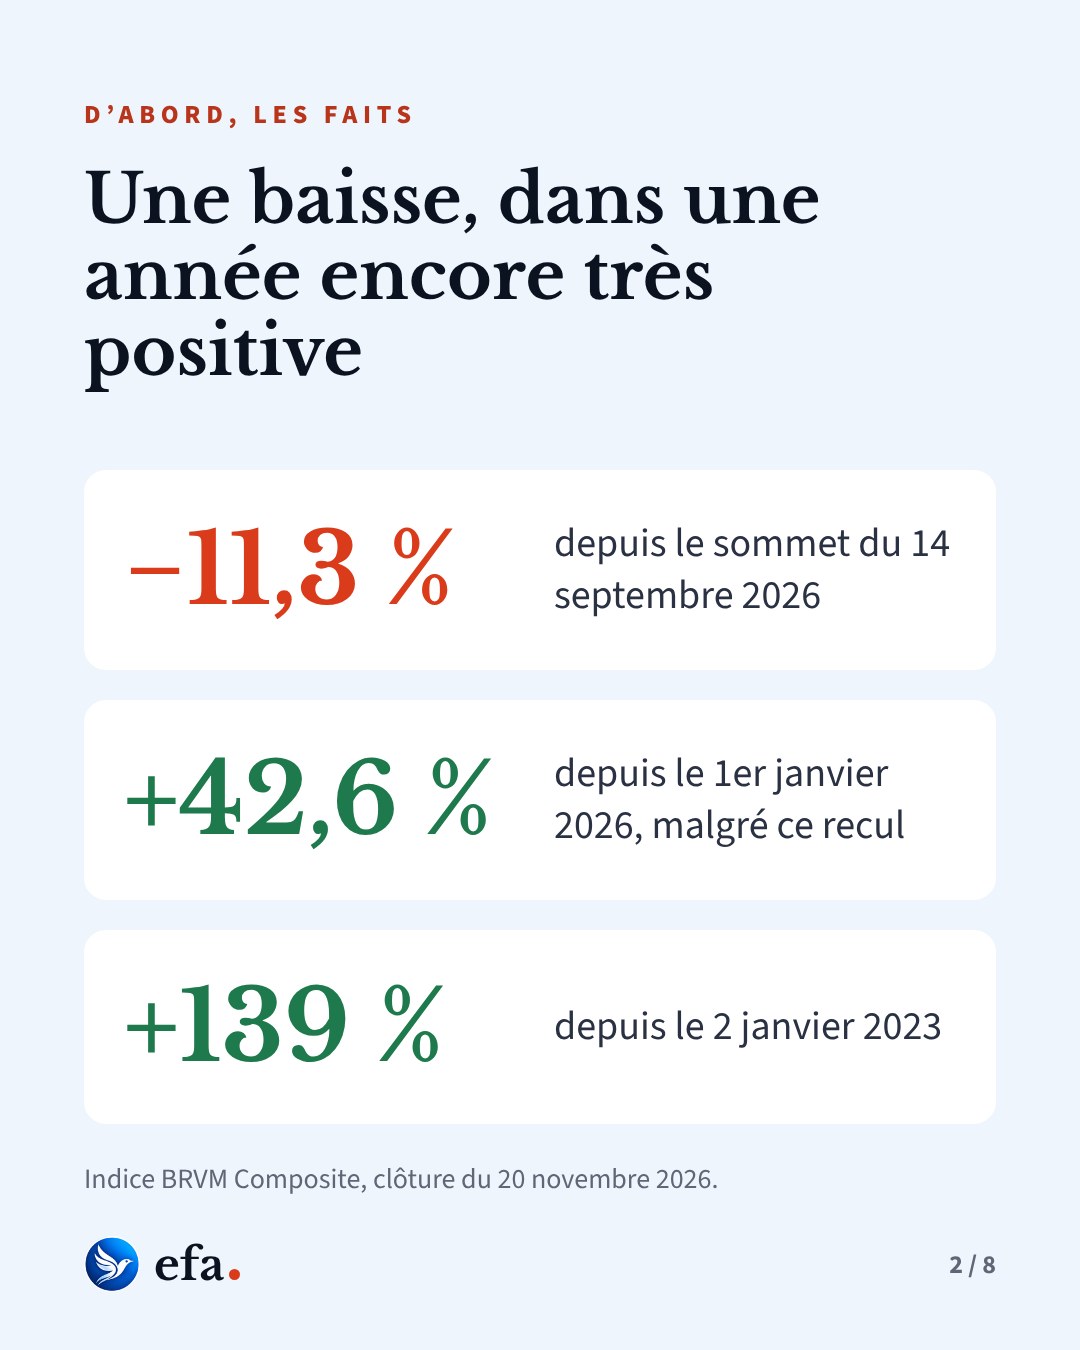 D’ABORD, LES FAITS
Une baisse, dans une
année encore très
positive
−11,3 %
depuis le sommet du 14
septembre 2026
+42,6 %
depuis le 1er janvier
2026, malgré ce recul
+139 %
depuis le 2 janvier 2023
Indice BRVM Composite, clôture du 20 novembre 2026.
efa.
2 / 8